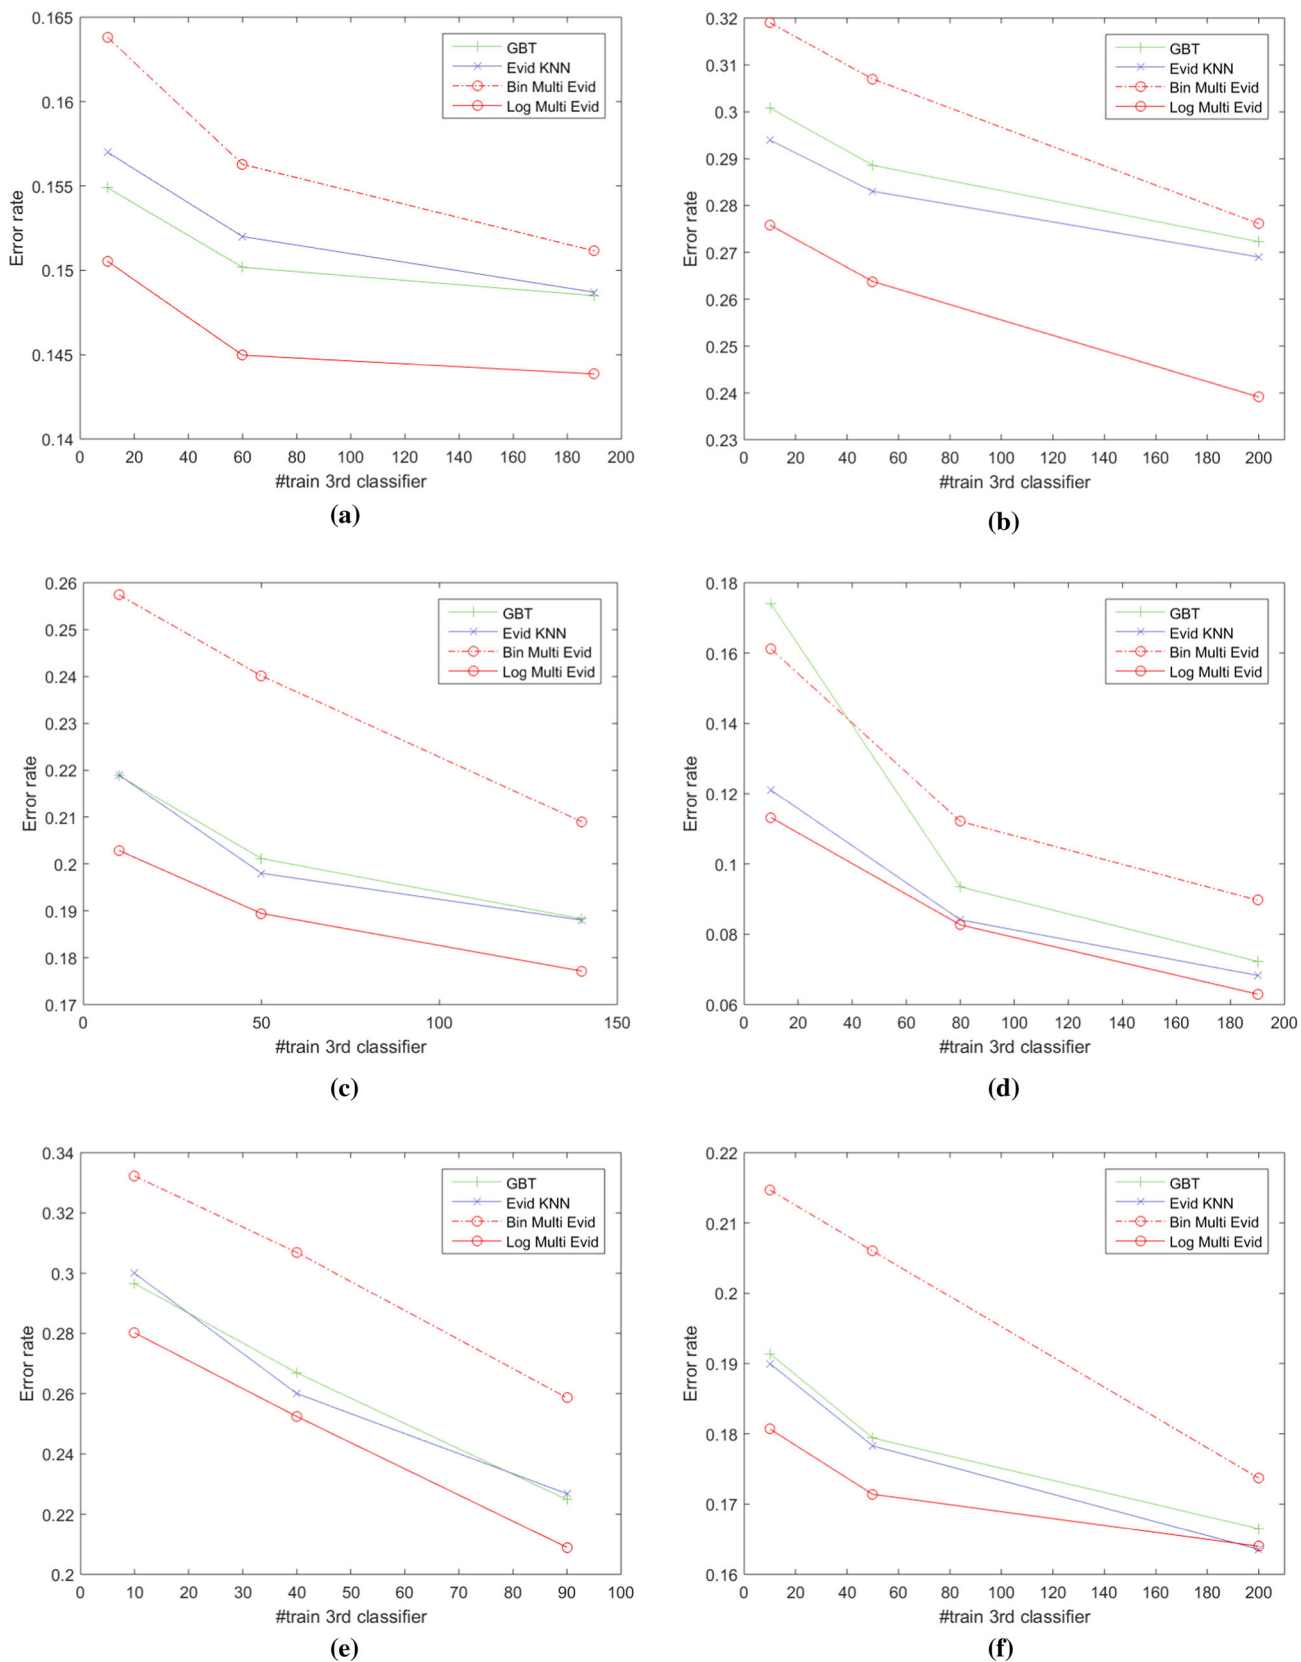 0.165
0.16
0.155
0.15
0.145
0.14
Error rate
0 20 40 60 80 100 120 140 160 180 200
#train 3rd classifier
GBT
Evid KNN
Bin Multi Evid
Log Multi Evid
(a)
0.32
0.31
0.3
0.29
0.28
0.27
0.26
0.25
0.24
0.23
Error rate
0 20 40 60 80 100 120 140 160 180 200
#train 3rd classifier
GBT
Evid KNN
Bin Multi Evid
Log Multi Evid
(b)
0.26
0.25
0.24
0.23
0.22
0.21
0.2
0.19
0.18
0.17
Error rate
0 50 100 150
#train 3rd classifier
GBT
Evid KNN
Bin Multi Evid
Log Multi Evid
(c)
0.18
0.16
0.14
0.12
0.1
0.08
0.06
Error rate
0 20 40 60 80 100 120 140 160 180 200
#train 3rd classifier
GBT
Evid KNN
Bin Multi Evid
Log Multi Evid
(d)
0.34
0.32
0.3
0.28
0.26
0.24
0.22
0.2
Error rate
0 10 20 30 40 50 60 70 80 90 100
#train 3rd classifier
GBT
Evid KNN
Bin Multi Evid
Log Multi Evid
(e)
0.22
0.21
0.2
0.19
0.18
0.17
0.16
Error rate
0 20 40 60 80 100 120 140 160 180 200
#train 3rd classifier
GBT
Evid KNN
Bin Multi Evid
Log Multi Evid
(f)